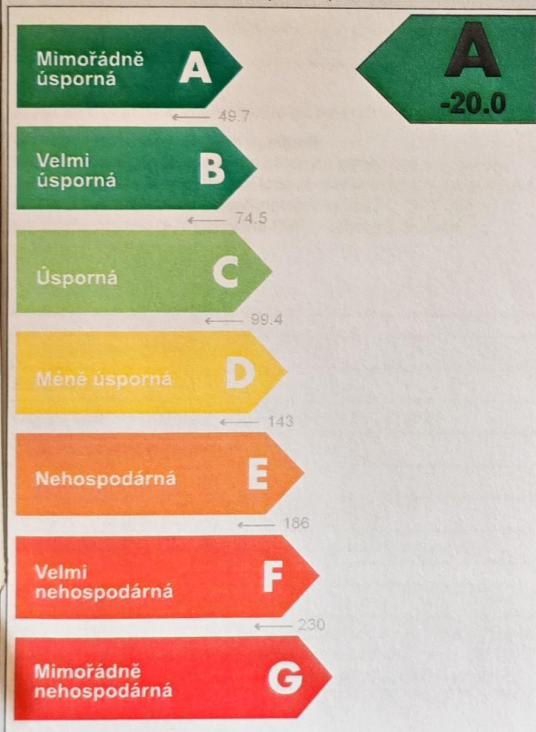 Mimořádně
úsporná
A
49.7
A
-20.0
Velmi
úsporná
B
74.5
Úsporná
C
99.4
Méně úsporná
D
143
Nehospodárná
E
186
Velmi
nehospodárná
F
230
Mimořádně
nehospodárná
G